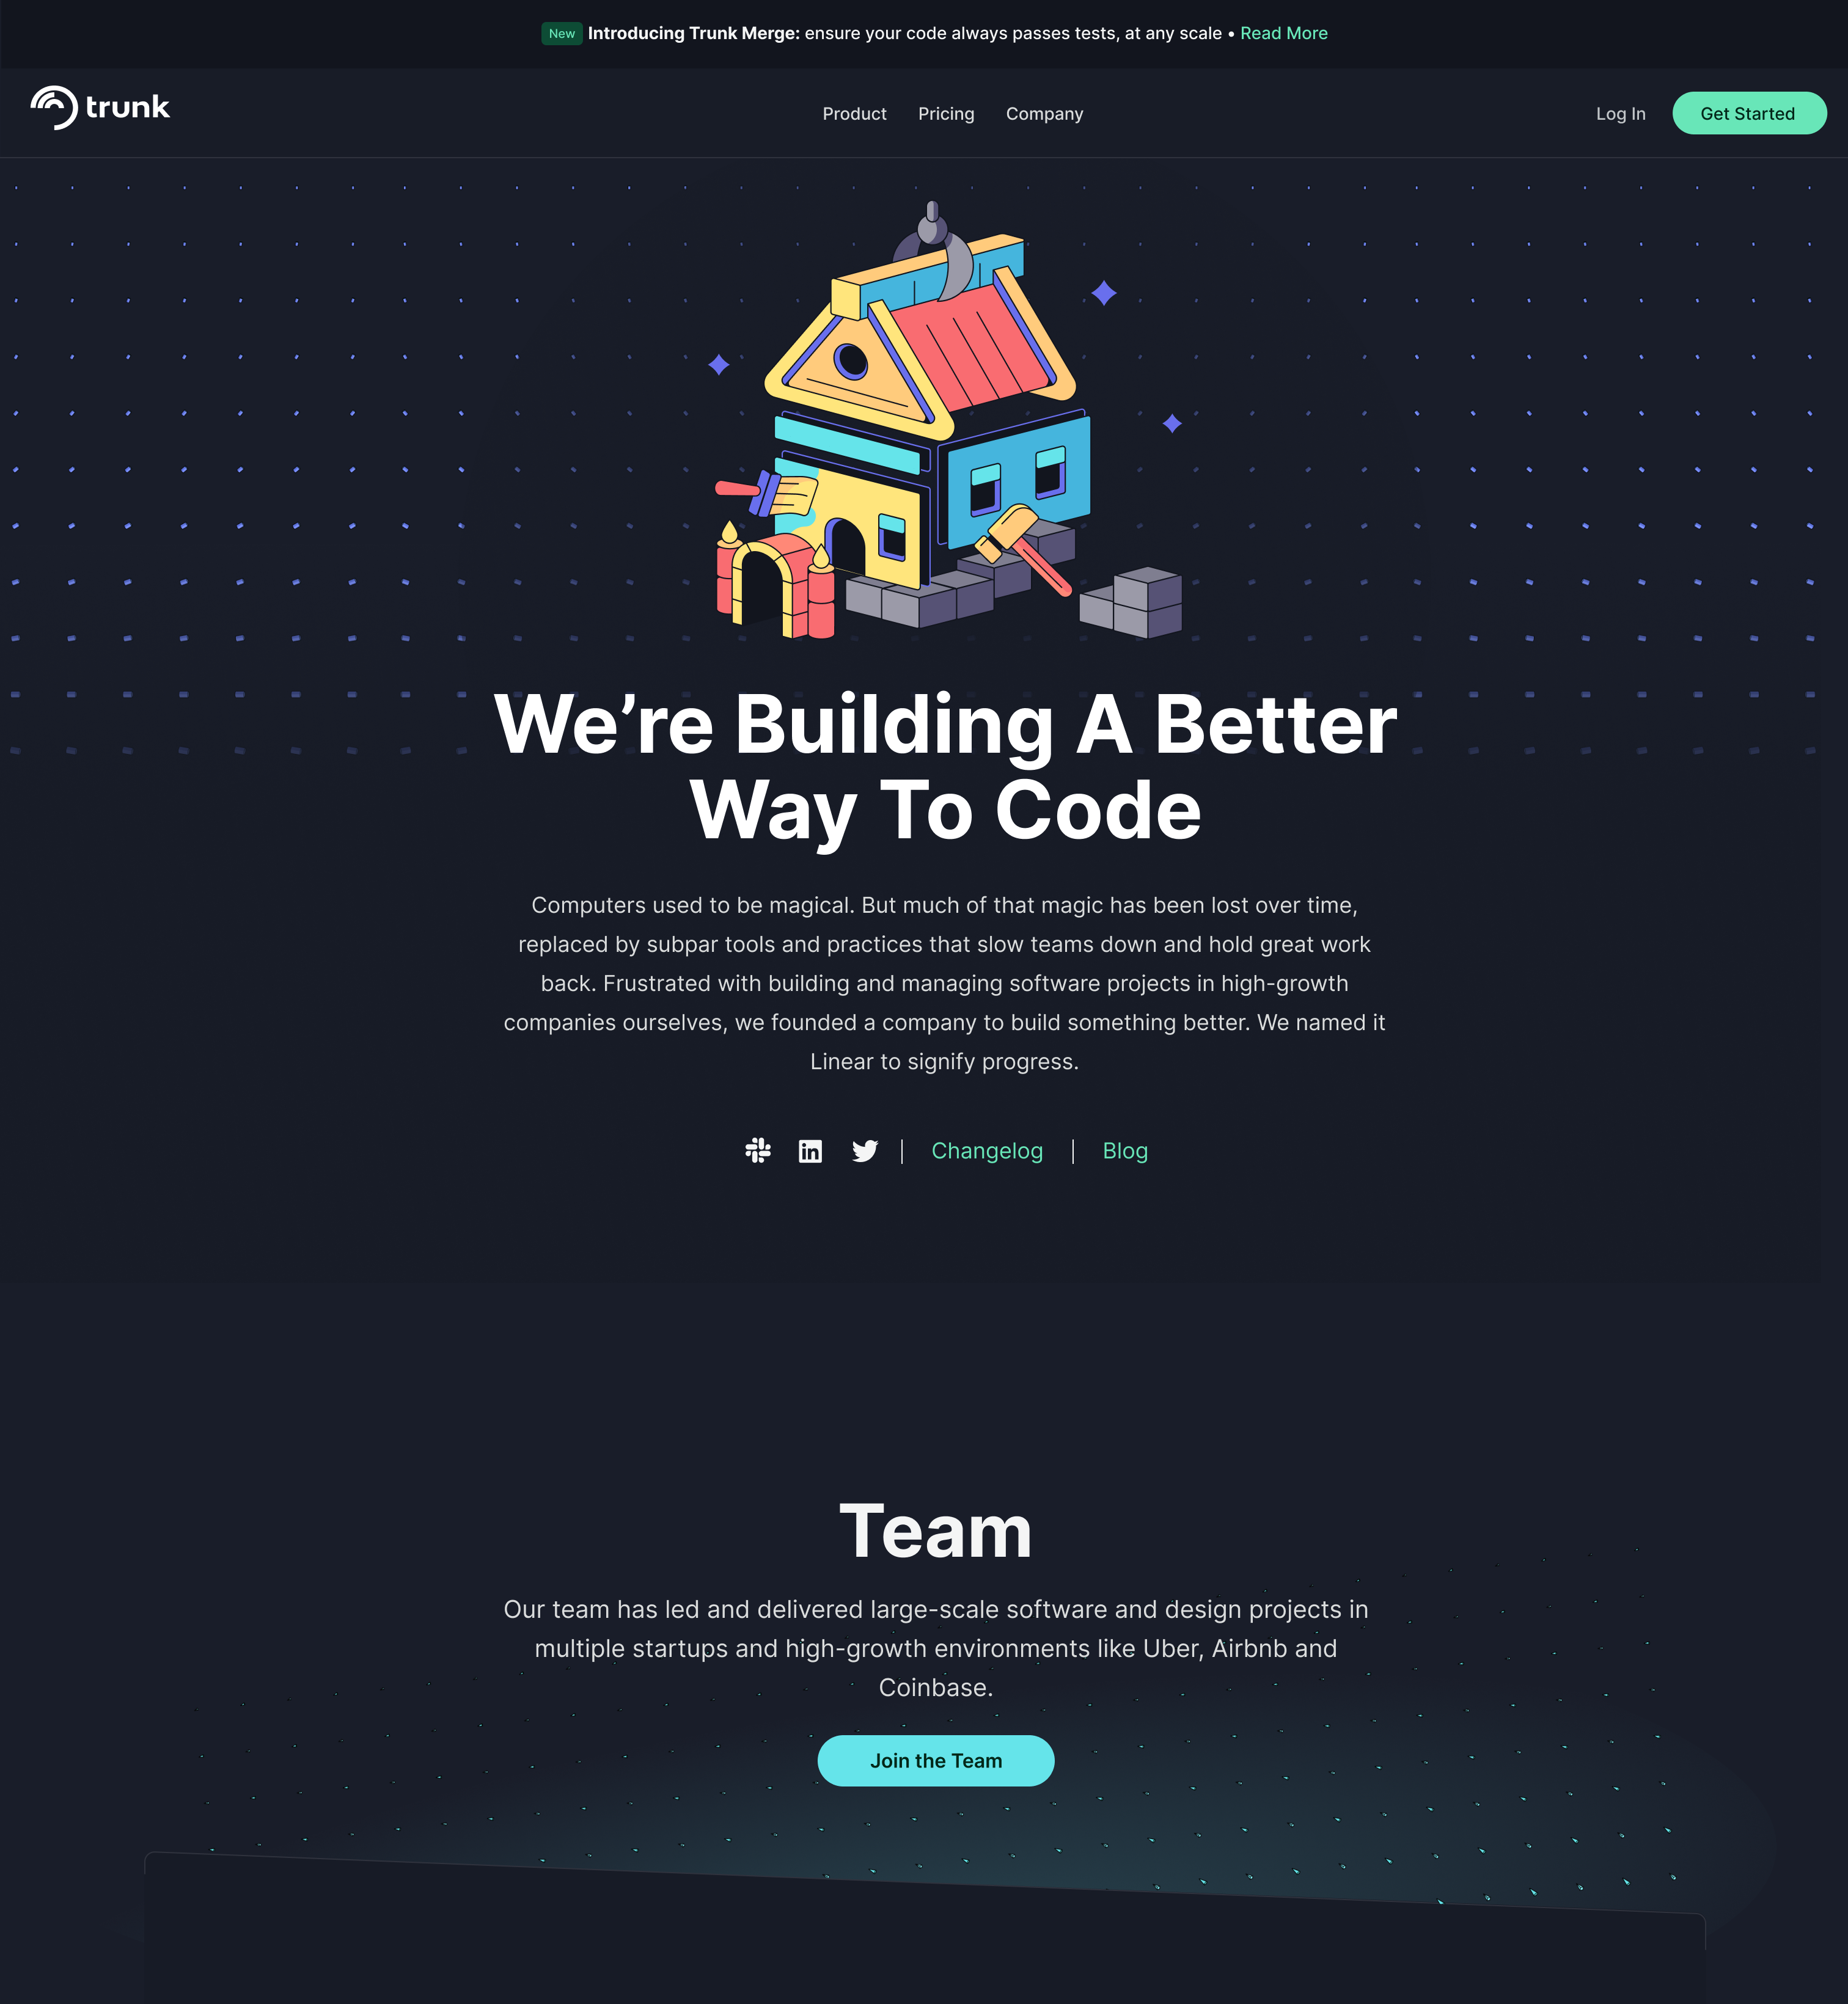 New Introducing Trunk Merge: ensure your code always passes tests, at any scale • Read More
trunk
Product Pricing Company
Log In Get Started
We’re Building A Better
Way To Code
Computers used to be magical. But much of that magic has been lost over time,
replaced by subpar tools and practices that slow teams down and hold great work
back. Frustrated with building and managing software projects in high-growth
companies ourselves, we founded a company to build something better. We named it
Linear to signify progress.
in | Changelog | Blog
Team
Our team has led and delivered large-scale software and design projects in
multiple startups and high-growth environments like Uber, Airbnb and
Coinbase.
Join the Team